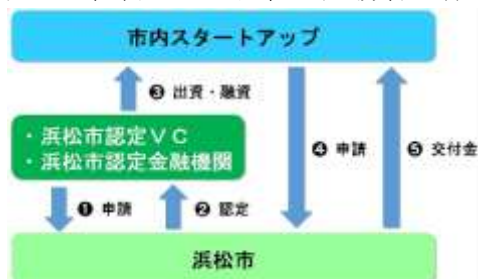 市内スタートアップ
❸ 出資・融資
・浜松市認定ＶＣ
・浜松市認定金融機関
❹ 申請
❺ 交付金
❶ 申請
❷ 認定
浜松市